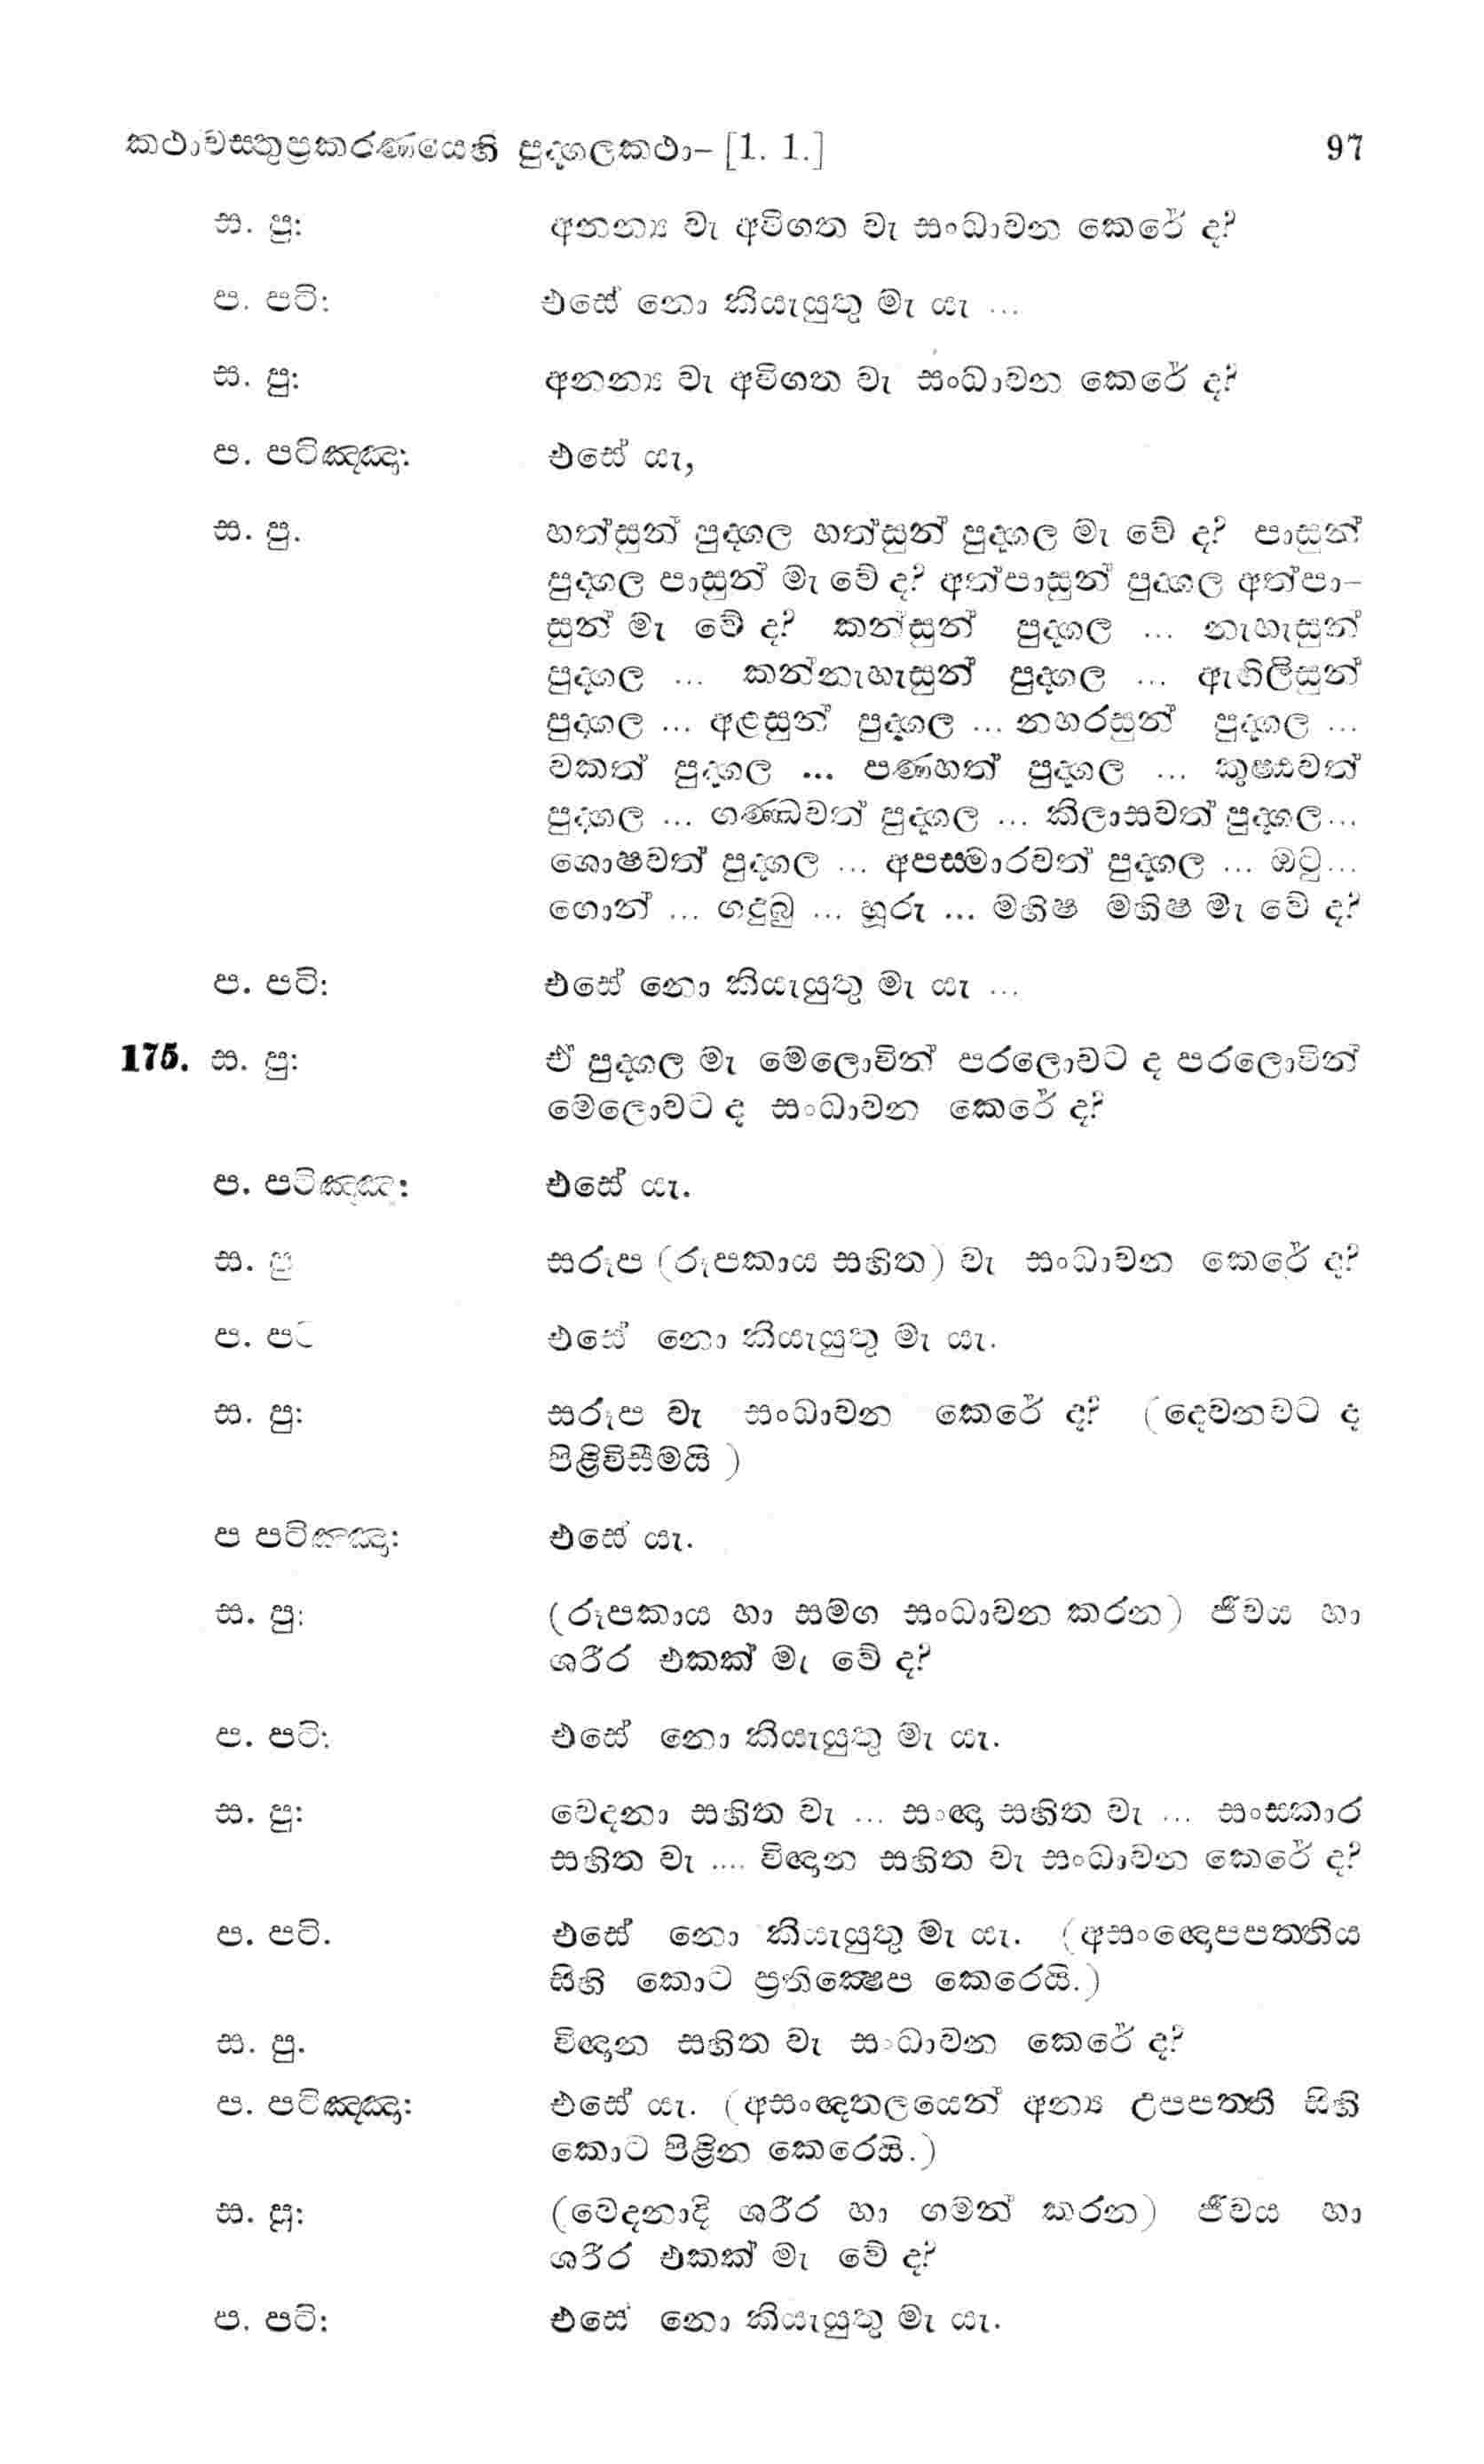 කථාවස්තුප්‍රකරණයෙහි පුද්ගලකථා- [1. 1.] 97
ස. පු: අනන්‍ය වැ අවිගත වැ සංධාවන කෙරේ ද?
ප. පටි: එසේ නො කියැයුතු මැ යැ ...
ස. පු: අනන්‍ය වැ අවිගත වැ සංධාවන කෙරේ ද?
ප. පටිඤ්ඤා: එසේ යැ,
ස. පු. හත්සුන් පුද්ගල හත්සුන් පුද්ගල මැ වේ ද? පාසුන්
පුද්ගල පාසුන් මැ වේ ද? අත්පාසුන් පුද්ගල අත්පා-
සුන් මැ වේ ද? කන්සුන් පුද්ගල ... නැහැසුන්
පුද්ගල ... කන්නැහැසුන් පුද්ගල ... ඇඟිලිසුන්
පුද්ගල ... අළසුන් පුද්ගල ... නහරසුන් පුද්ගල ...
වකත් පුද්ගල ... පණහත් පුද්ගල ... කුෂ්ඨවත්
පුද්ගල ... ගණ්ඩවත් පුද්ගල ... කිලාසවත් පුද්ගල...
ශොෂවත් පුද්ගල ... අපස්මාරවත් පුද්ගල ... ඔටු...
ගොන් ... ගදුබු ... හූරු ... මහිෂ මහිෂ මැ වේ ද?
ප. පටි: එසේ නො කියැයුතු මැ යැ ...
175. ස. පු: ඒ පුද්ගල මැ මෙලොවින් පරලොවට ද පරලොවින්
මෙලොවට ද සංධාවන කෙරේ ද?
ප. පටිඤ්ඤා: එසේ යැ.
ස. පු සරූප (රූපකාය සහිත) වැ සංධාවන කෙරේ ද?
ප. පටි එසේ නො කියැයුතු මැ යැ.
ස. පු: සරූප වැ සංධාවන කෙරේ ද? (දෙවනවට ද
පිළිවිසීමයි )
ප පටිඤ්ඤා: එසේ යැ.
ස. පු: (රූපකාය හා සමග සංධාවන කරන) ජීවය හා
ශරීර එකක් මැ වේ ද?
ප. පටි: එසේ නො කියැයුතු මැ යැ.
ස. පු: වෙදනා සහිත වැ ... සංඥා සහිත වැ ... සංස්කාර
සහිත වැ .... විඥාන සහිත වැ සංධාවන කෙරේ ද?
ප. පටි. එසේ නො කියැයුතු මැ යැ. (අසංඥොපපත්තිය
සිහි කොට ප්‍රතික්ෂෙප කෙරෙයි.)
ස. පු. විඥාන සහිත වැ සංධාවන කෙරේ ද?
ප. පටිඤ්ඤා: එසේ යැ. (අසංඥතලයෙන් අන්‍ය උපපත්ති සිහි
කොට පිළින කෙරෙයි.)
ස. පු: (වෙදනාදි ශරීර හා ගමන් කරන) ජීවය හා
ශරීර එකක් මැ වේ ද?
ප. පටි: එසේ නො කියැයුතු මැ යැ.